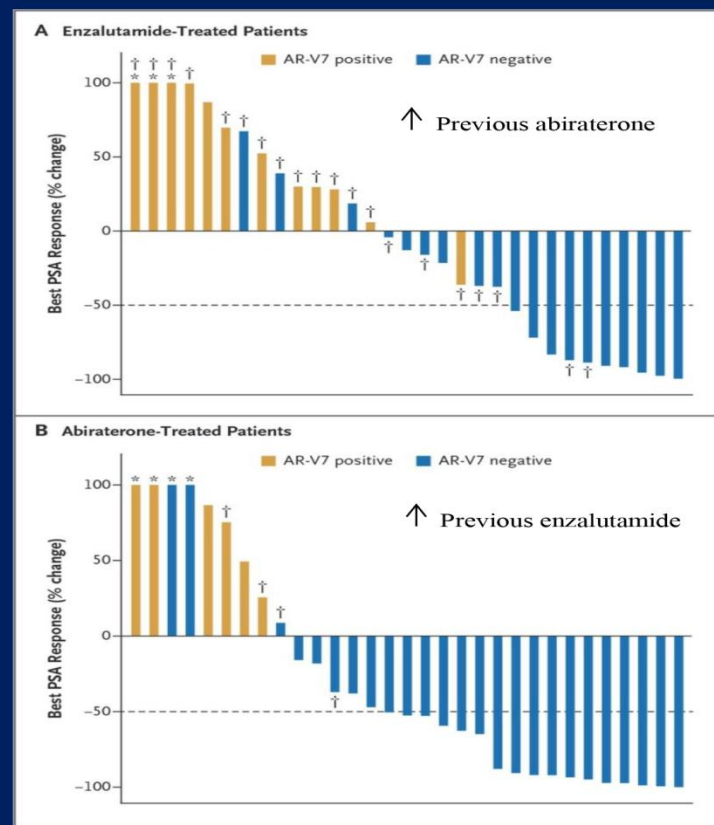 A Enzalutamide-Treated Patients
AR-V7 positive AR-V7 negative
† † † †
* * *
100
† †
↑ Previous abiraterone
†
50
†
† † †
†
†
0
†
†
† † †
-50
† †
-100
Best PSA Response (% change)
B Abiraterone-Treated Patients
AR-V7 positive AR-V7 negative
* * * *
100
†
↑ Previous enzalutamide
50
†
†
0
†
-50
-100
Best PSA Response (% change)